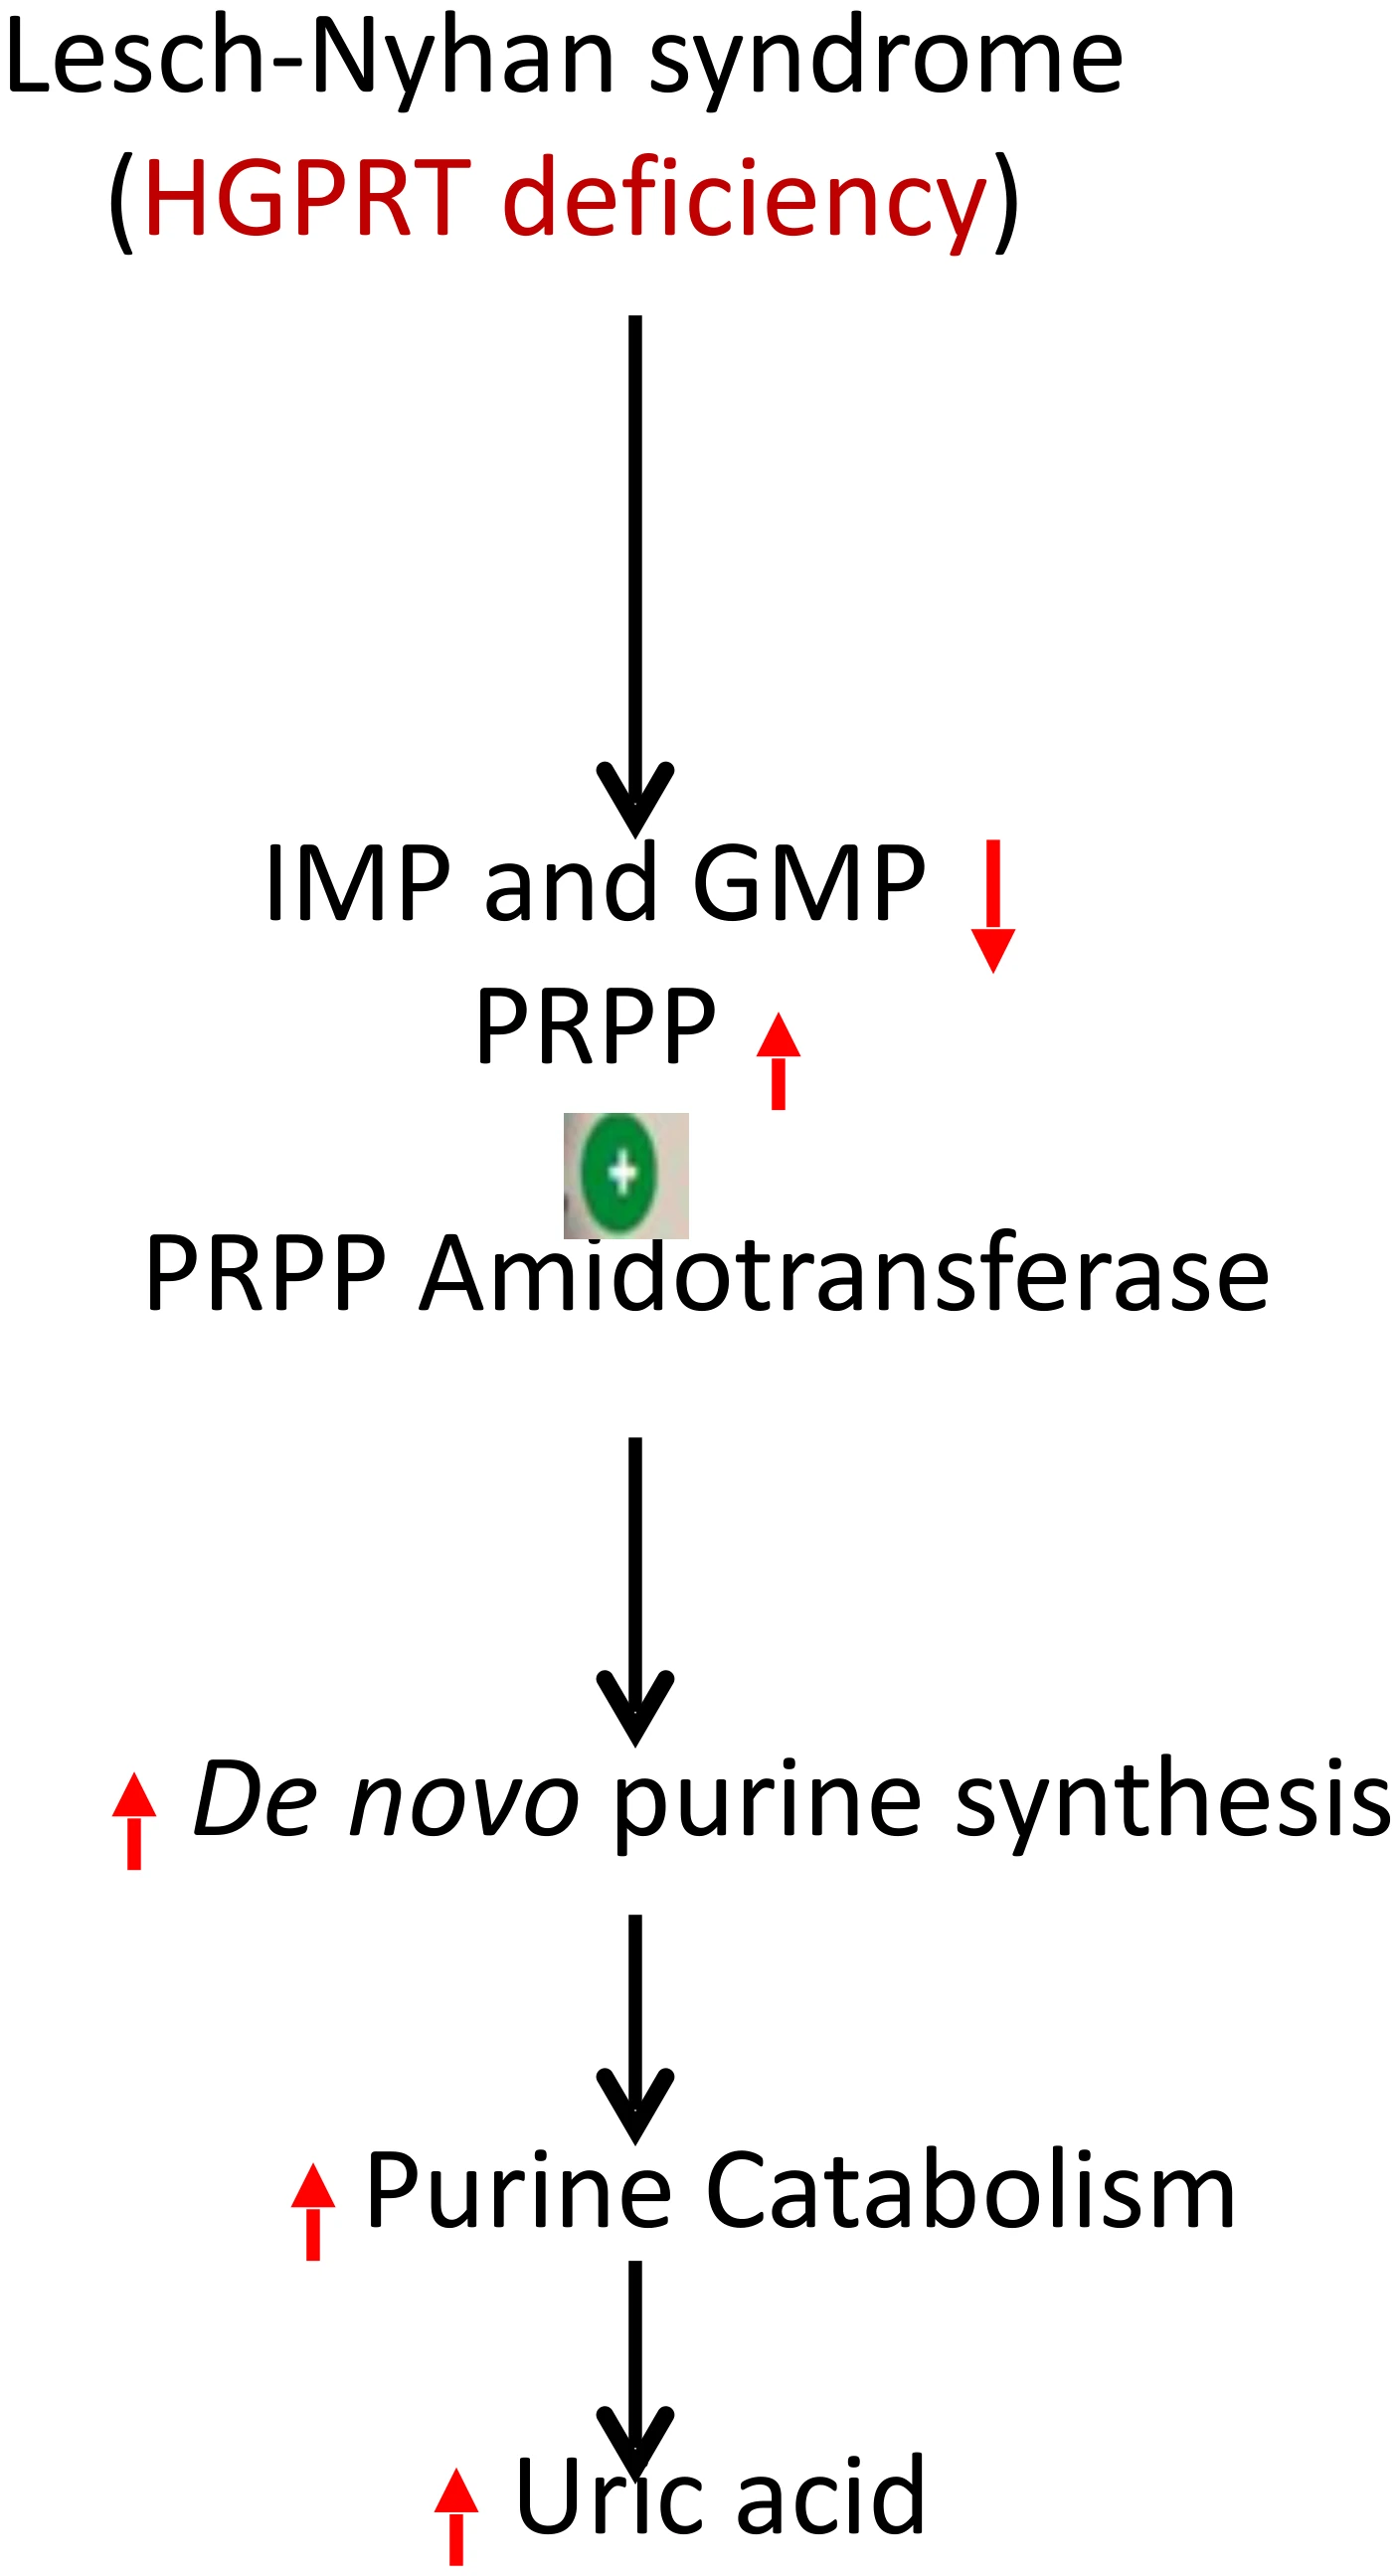 Lesch-Nyhan syndrome
(HGPRT deficiency)
IMP and GMP
PRPP
+
PRPP Amidotransferase
De novo purine synthesis
Purine Catabolism
Uric acid